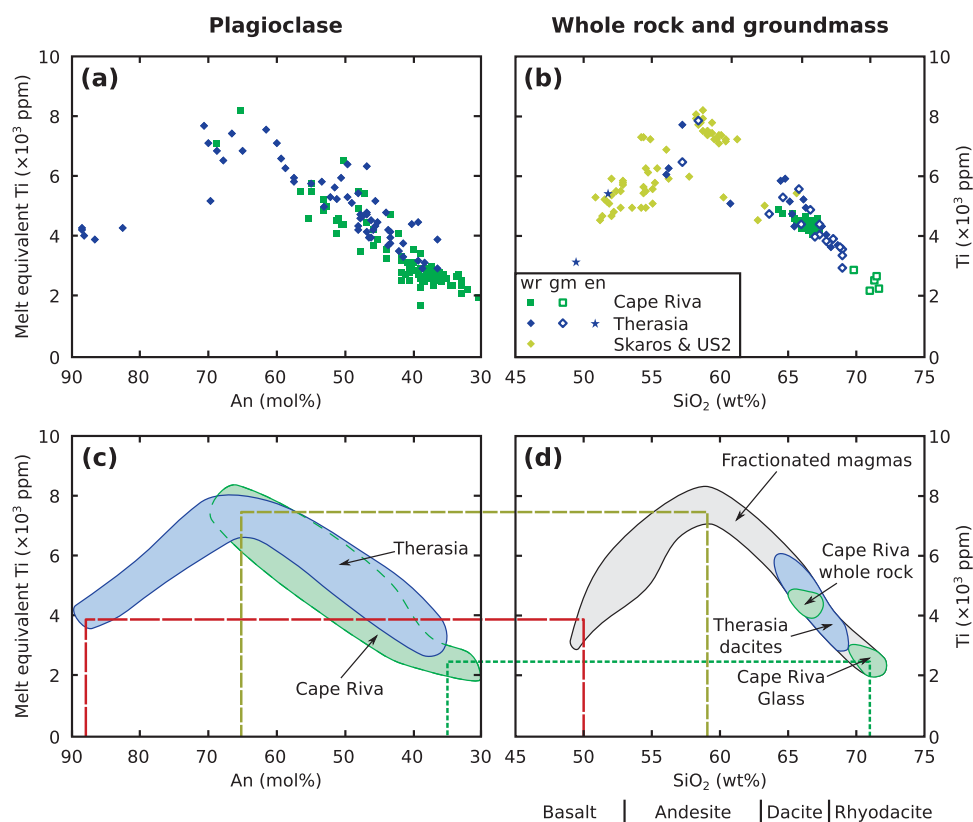 Plagioclase
Whole rock and groundmass
(a)
(b)
Melt equivalent Ti (×10³ ppm)
10
8
6
4
2
0
90 80 70 60 50 40 30
An (mol%)
10
8
6
4
2
0
Ti (×10³ ppm)
wr gm en
Cape Riva
Therasia
Skaros & US2
45 50 55 60 65 70 75
SiO₂ (wt%)
(c)
(d)
Melt equivalent Ti (×10³ ppm)
10
8
6
4
2
0
Therasia
Cape Riva
90 80 70 60 50 40 30
An (mol%)
Fractionated magmas
Cape Riva
whole rock
Therasia
dacites
Cape Riva
Glass
10
8
6
4
2
0
Ti (×10³ ppm)
45 50 55 60 65 70 75
SiO₂ (wt%)
Basalt | Andesite | Dacite | Rhyodacite